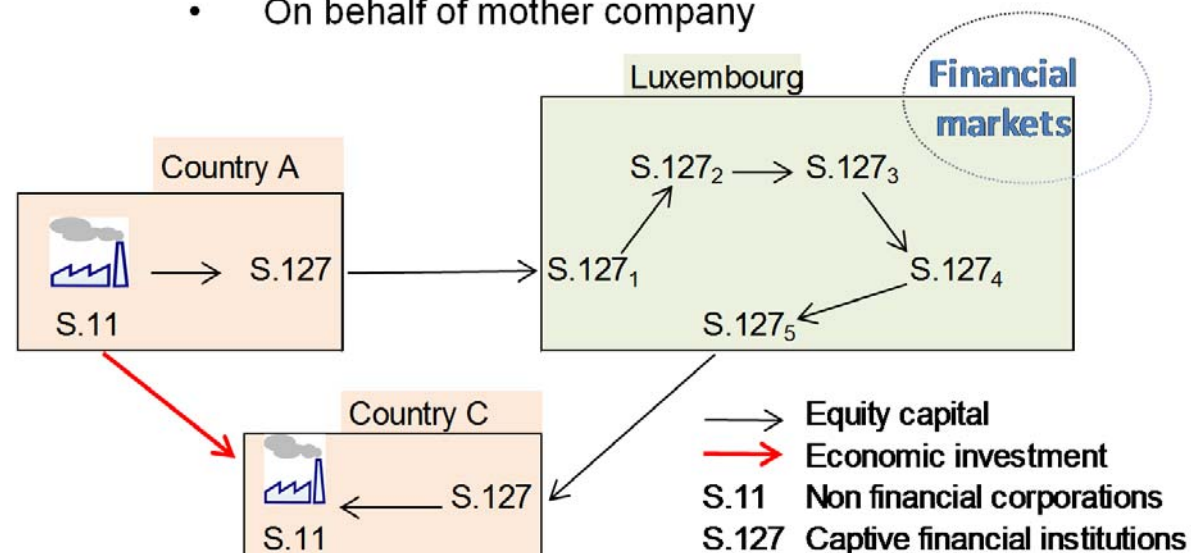 • On behalf of mother company
Luxembourg
Financial
markets
Country A
S.127₂
S.127₃
S.127
S.127₁
S.127₄
S.11
S.127₅
Country C
Equity capital
Economic investment
S.127
S.11 Non financial corporations
S.11
S.127 Captive financial institutions